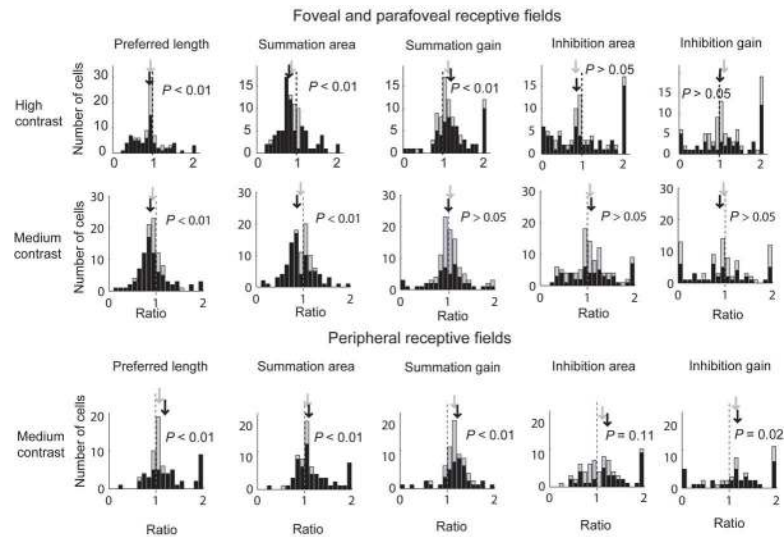 Foveal and parafoveal receptive fields
Preferred length Summation area Summation gain Inhibition area Inhibition gain
High contrast
Number of cells
30 20 10 0
P < 0.01
0 1 2
15 10 5 0
P < 0.01
0 1 2
15 10 5 0
P < 0.01
0 1 2
15 10 5 0
P > 0.05
0 1 2
15 10 5 0
P > 0.05
0 1 2
Medium contrast
Number of cells
30 20 10 0
P < 0.01
0 1 2
Ratio
30 20 10 0
P < 0.01
0 1 2
Ratio
30 20 10 0
P > 0.05
0 1 2
Ratio
30 20 10 0
P > 0.05
0 1 2
Ratio
30 20 10 0
P > 0.05
0 1 2
Ratio
Peripheral receptive fields
Preferred length Summation area Summation gain Inhibition area Inhibition gain
Medium contrast
Number of cells
20 10 0
P < 0.01
0 1 2
Ratio
20 10 0
P < 0.01
0 1 2
Ratio
20 10 0
P < 0.01
0 1 2
Ratio
20 10 0
P = 0.11
0 1 2
Ratio
20 10 0
P = 0.02
0 1 2
Ratio